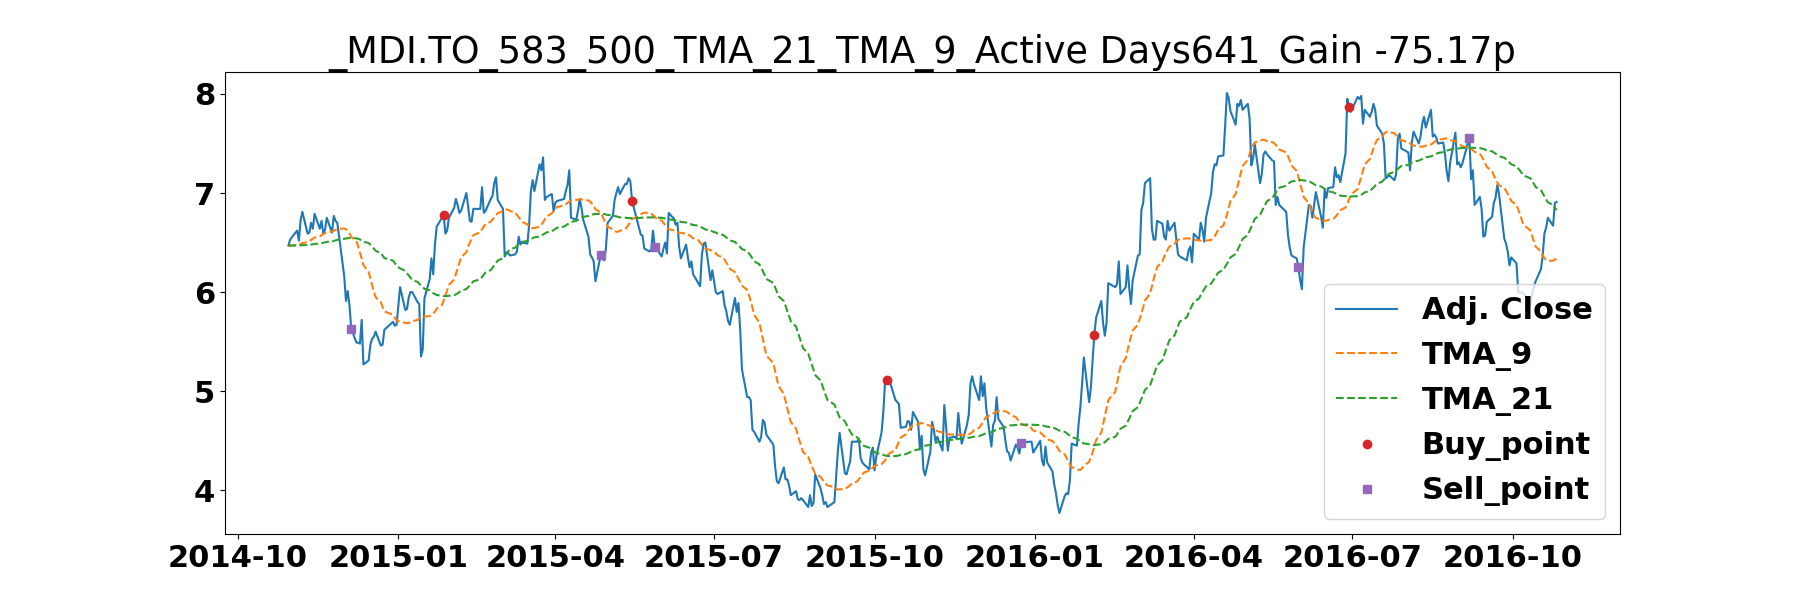 _MDI.TO_583_500_TMA_21_TMA_9_Active Days641_Gain -75.17p
8
7
6
5
4
2014-10 2015-01 2015-04 2015-07 2015-10 2016-01 2016-04 2016-07 2016-10
Adj. Close
TMA_9
TMA_21
Buy_point
Sell_point